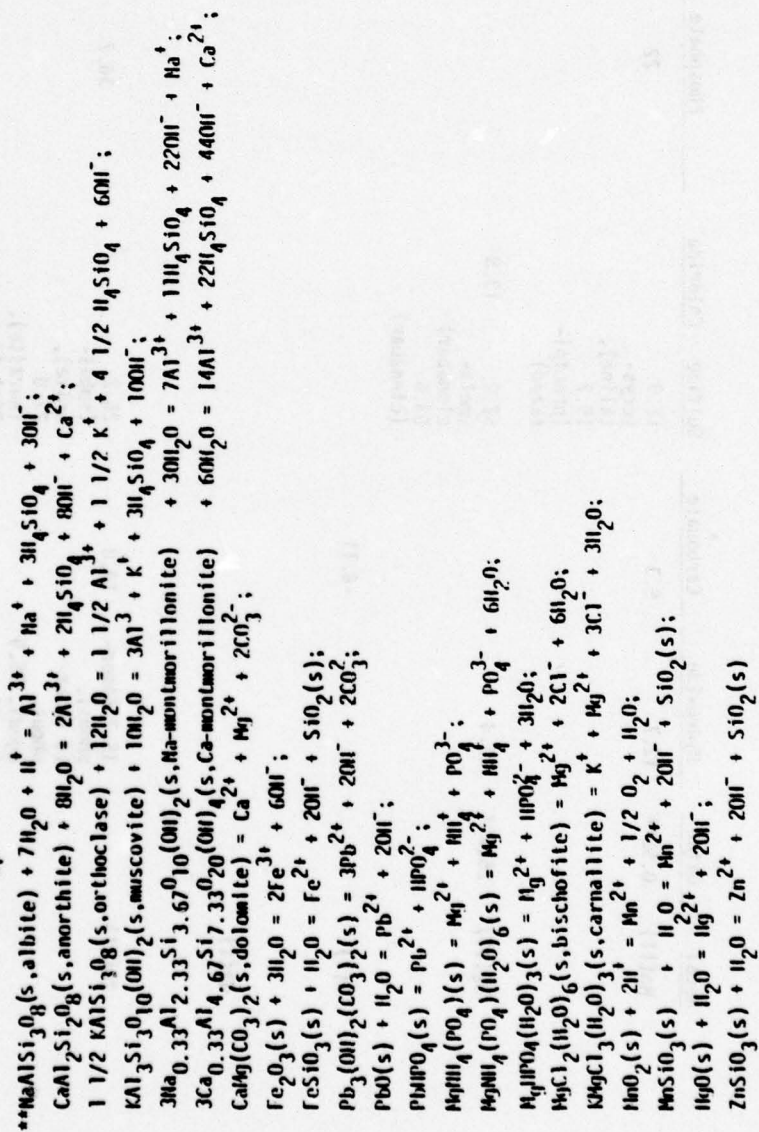 **NaAlSi3O8(s,albite) + 7H2O + H+ = Al3+ + Na+ + 3H4SiO4 + 3OH-;
CaAl2Si2O8(s,anorthite) + 8H2O = 2Al3+ + 2H4SiO4 + 8OH- + Ca2+;
1 1/2 KAlSi3O8(s,orthoclase) + 12H2O = 1 1/2 Al3+ + 1 1/2 K+ + 4 1/2 H4SiO4 + 6OH-;
KAl3Si3O10(OH)2(s,muscovite) + 10H2O = 3Al3 + K+ + 3H4SiO4 + 10OH-;
3Na0.33Al2.33Si3.67O10(OH)2(s,Na-montmorillonite) + 30H2O = 7Al3+ + 11H4SiO4 + 22OH- + Na+;
3Ca0.33Al4.67Si7.33O20(OH)4(s,Ca-montmorillonite) + 60H2O = 14Al3+ + 22H4SiO4 + 44OH- + Ca2+;
CaMg(CO3)2(s,dolomite) = Ca2+ + Mg2+ + 2CO32-;
Fe2O3(s) + 3H2O = 2Fe3+ + 6OH-;
FeSiO3(s) + H2O = Fe2+ + 2OH- + SiO2(s);
Pb3(OH)2(CO3)2(s) = 3Pb2+ + 2OH- + 2CO32-;
PbO(s) + H2O = Pb2+ + 2OH-;
PbHPO4(s) = Pb2+ + HPO42-;
MgNH4(PO4)(s) = Mg2+ + NH4+ + PO43-;
MgNH4(PO4)(H2O)6(s) = Mg2+ + NH4+ + PO43- + 6H2O;
MgHPO4(H2O)3(s) = Mg2+ + HPO42- + 3H2O;
MgCl2(H2O)6(s,bischofite) = Mg2+ + 2Cl- + 6H2O;
KMgCl3(H2O)3(s,carnallite) = K+ + Mg2+ + 3Cl- + 3H2O;
MnO2(s) + 2H+ = Mn2+ + 1/2 O2 + H2O;
MnSiO3(s) + H2O = Mn2+ + 2OH- + SiO2(s);
HgO(s) + H2O = Hg2+ + 2OH-;
ZnSiO3(s) + H2O = Zn2+ + 2OH- + SiO2(s)